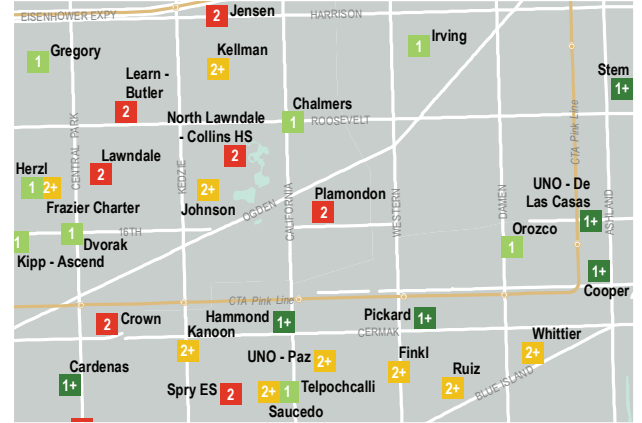 EISENHOWER EXPY
2
Jensen
HARRISON
Gregory
1
Kellman
2+
Irving
1
Learn -
Butler
2
Stem
1+
North Lawndale
- Collins HS
2
Chalmers
1
ROOSEVELT
CENTRAL PARK
KEDZIE
CTA Pink Line
Herzl
1
2+
Lawndale
2
2+
Johnson
OGDEN
CALIFORNIA
Plamondon
2
WESTERN
DAMEN
UNO - De
Las Casas
1+
ASHLAND
Frazier Charter
16TH
1
Dvorak
1
Kipp - Ascend
Orozco
1
1+
Cooper
CTA Pink Line
2
Crown
Hammond
1+
Pickard
1+
CERMAK
Kanoon
2+
Whittier
2+
UNO - Paz
2+
Finkl
2+
Ruiz
2+
BLUE ISLAND
Cardenas
1+
Spry ES
2
2+
1
Telpochcalli
Saucedo